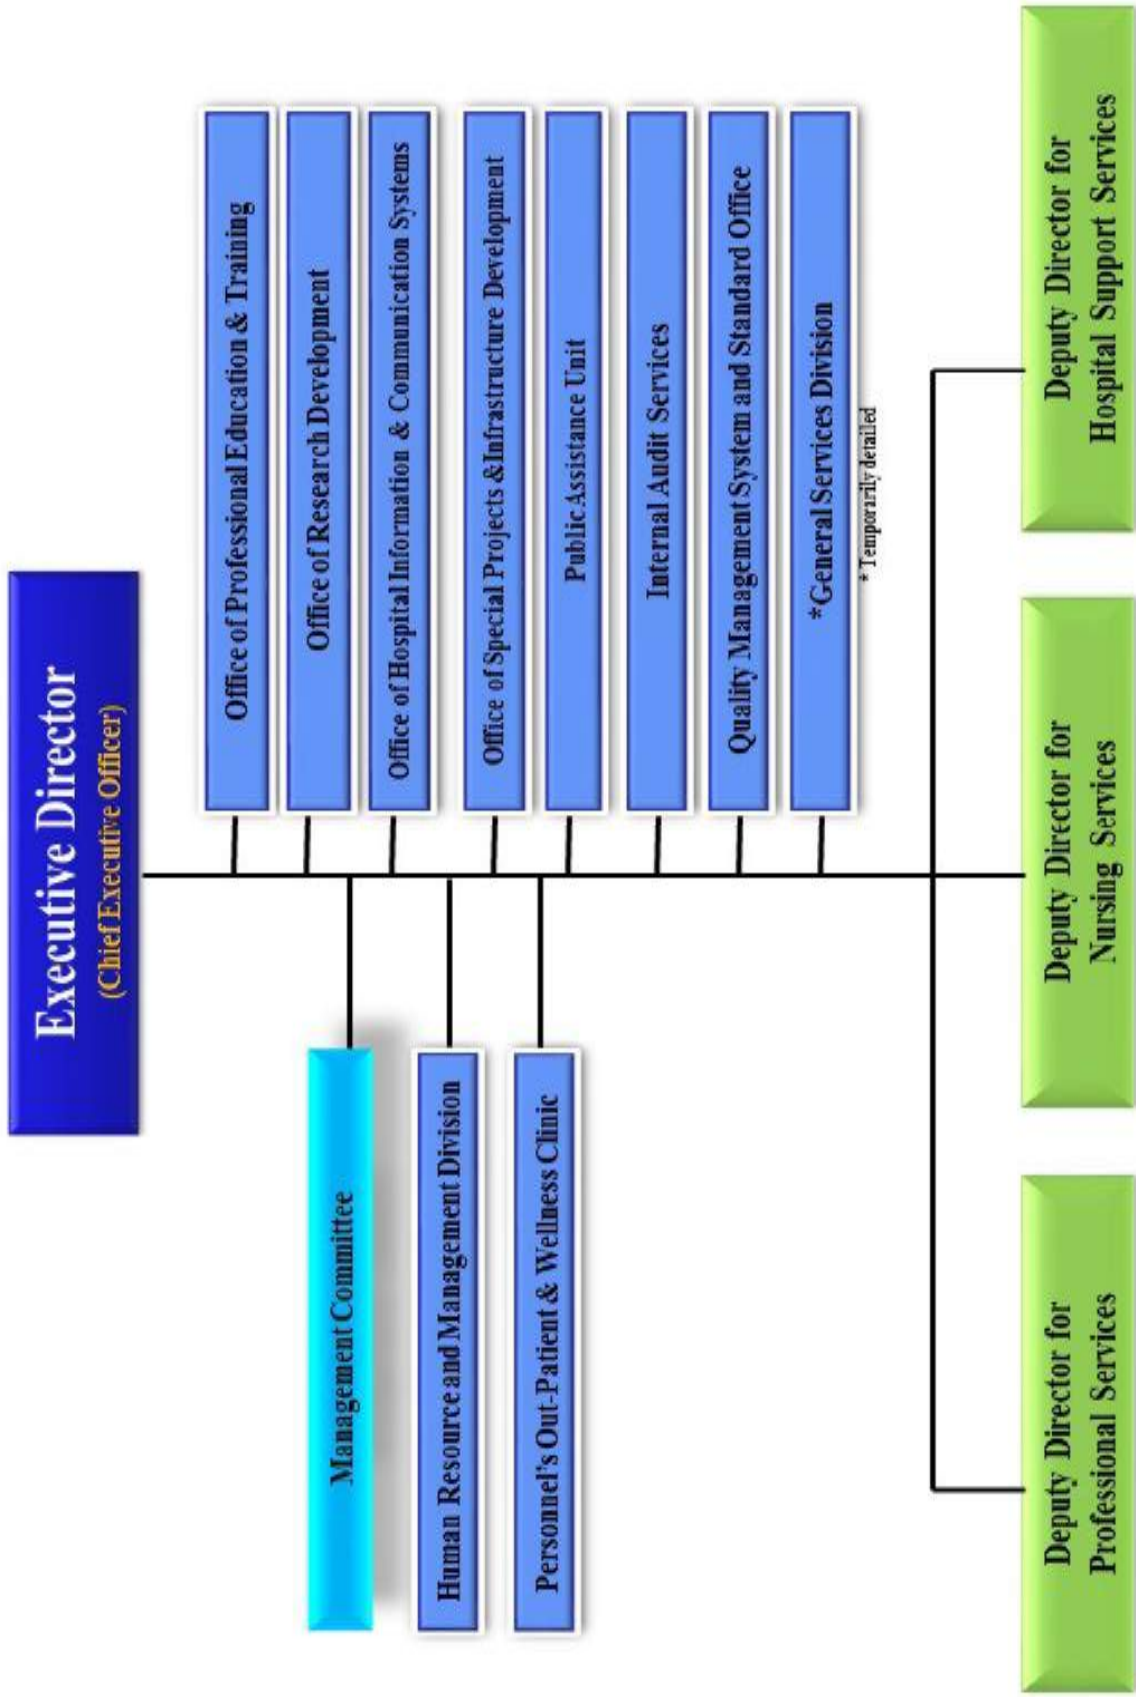 Executive Director
(Chief Executive Officer)
Management Committee
Human Resource and Management Division
Personnel's Out-Patient & Wellness Clinic
Office of Professional Education & Training
Office of Research Development
Office of Hospital Information & Communication Systems
Office of Special Projects &Infrastructure Development
Public Assistance Unit
Internal Audit Services
Quality Management System and Standard Office
*General Services Division
* Temporarily detailed
Deputy Director for
Professional Services
Deputy Director for
Nursing Services
Deputy Director for
Hospital Support Services